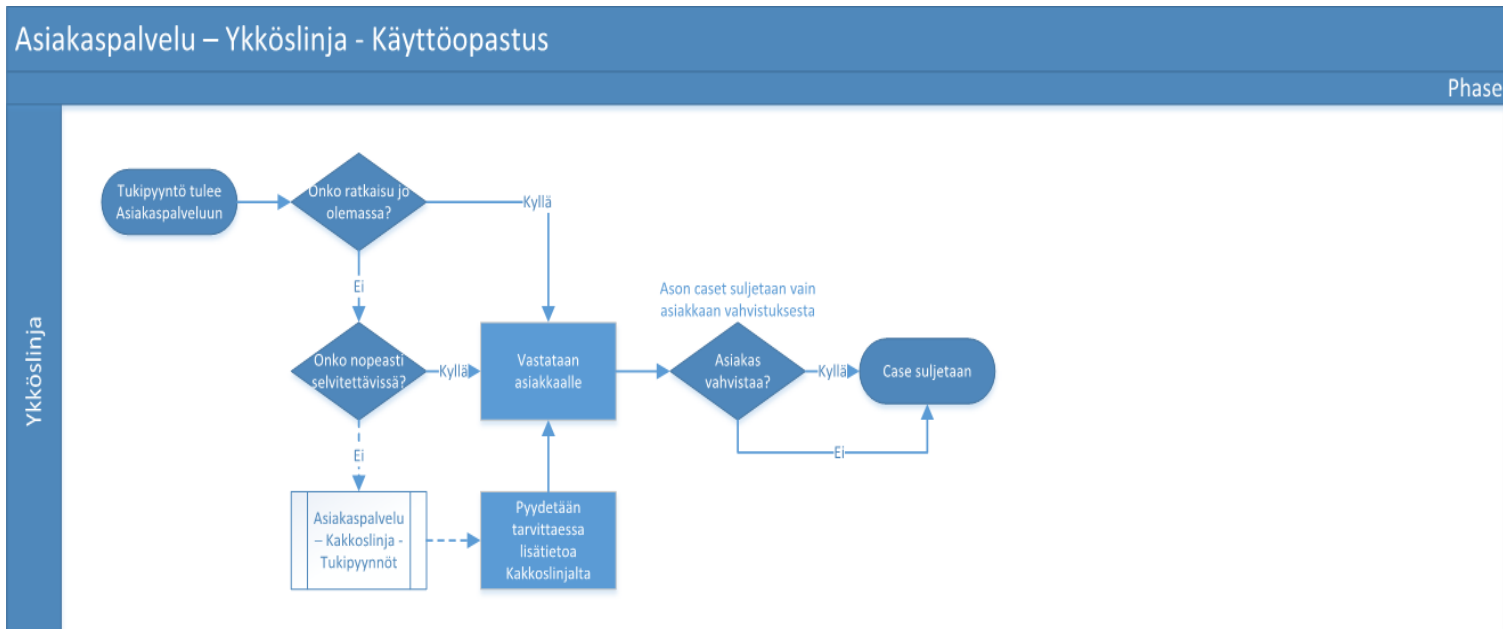 Asiakaspalvelu – Ykköslinja - Käyttöopastus
Phase
Ykköslinja
Tukipyyntö tulee
Asiakaspalveluun
Onko ratkaisu jo
olemassa?
Kyllä
Ei
Onko nopeasti
selvitettävissä?
Kyllä
Vastataan
asiakkaalle
Ason caset suljetaan vain
asiakkaan vahvistuksesta
Asiakas
vahvistaa?
Kyllä
Case suljetaan
Ei
Ei
Asiakaspalvelu
– Kakkoslinja -
Tukipyynnöt
Pyydetään
tarvittaessa
lisätietoa
Kakkoslinjalta